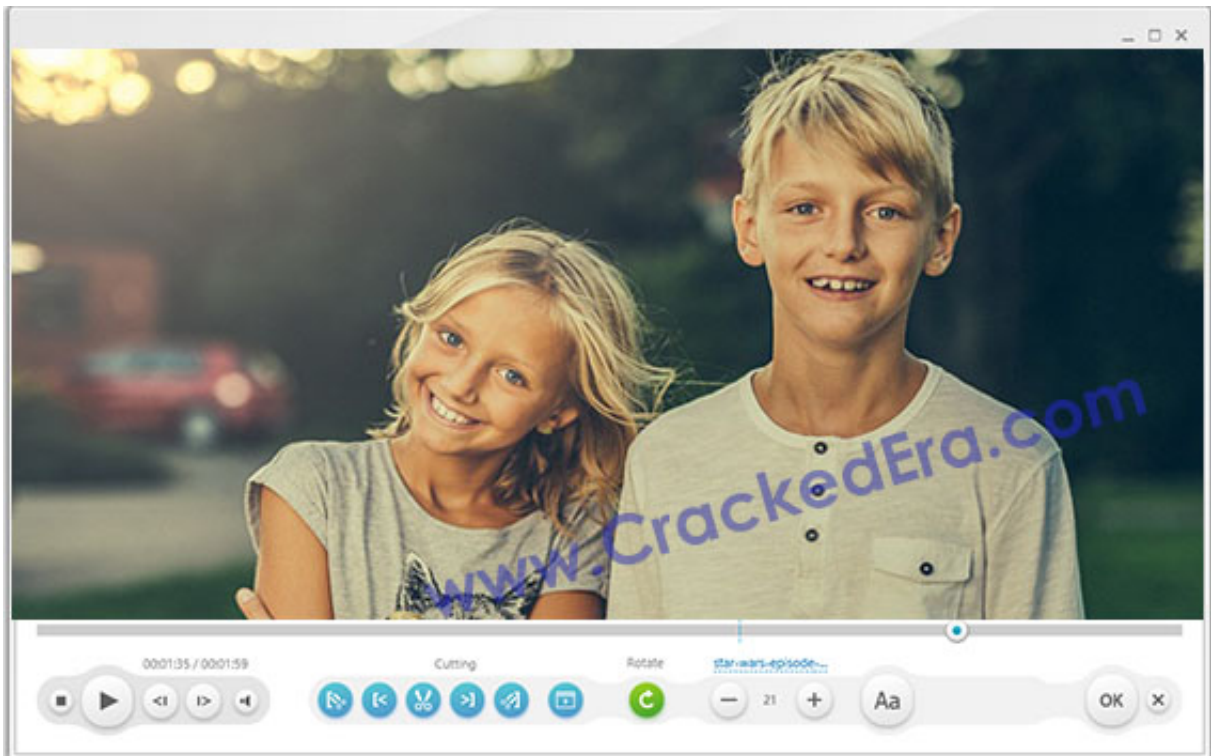 www.CrackedEra.com
00:01:35 / 00:01:59
Cutting
Rotate
star-wars-episode-...
21
Aa
OK